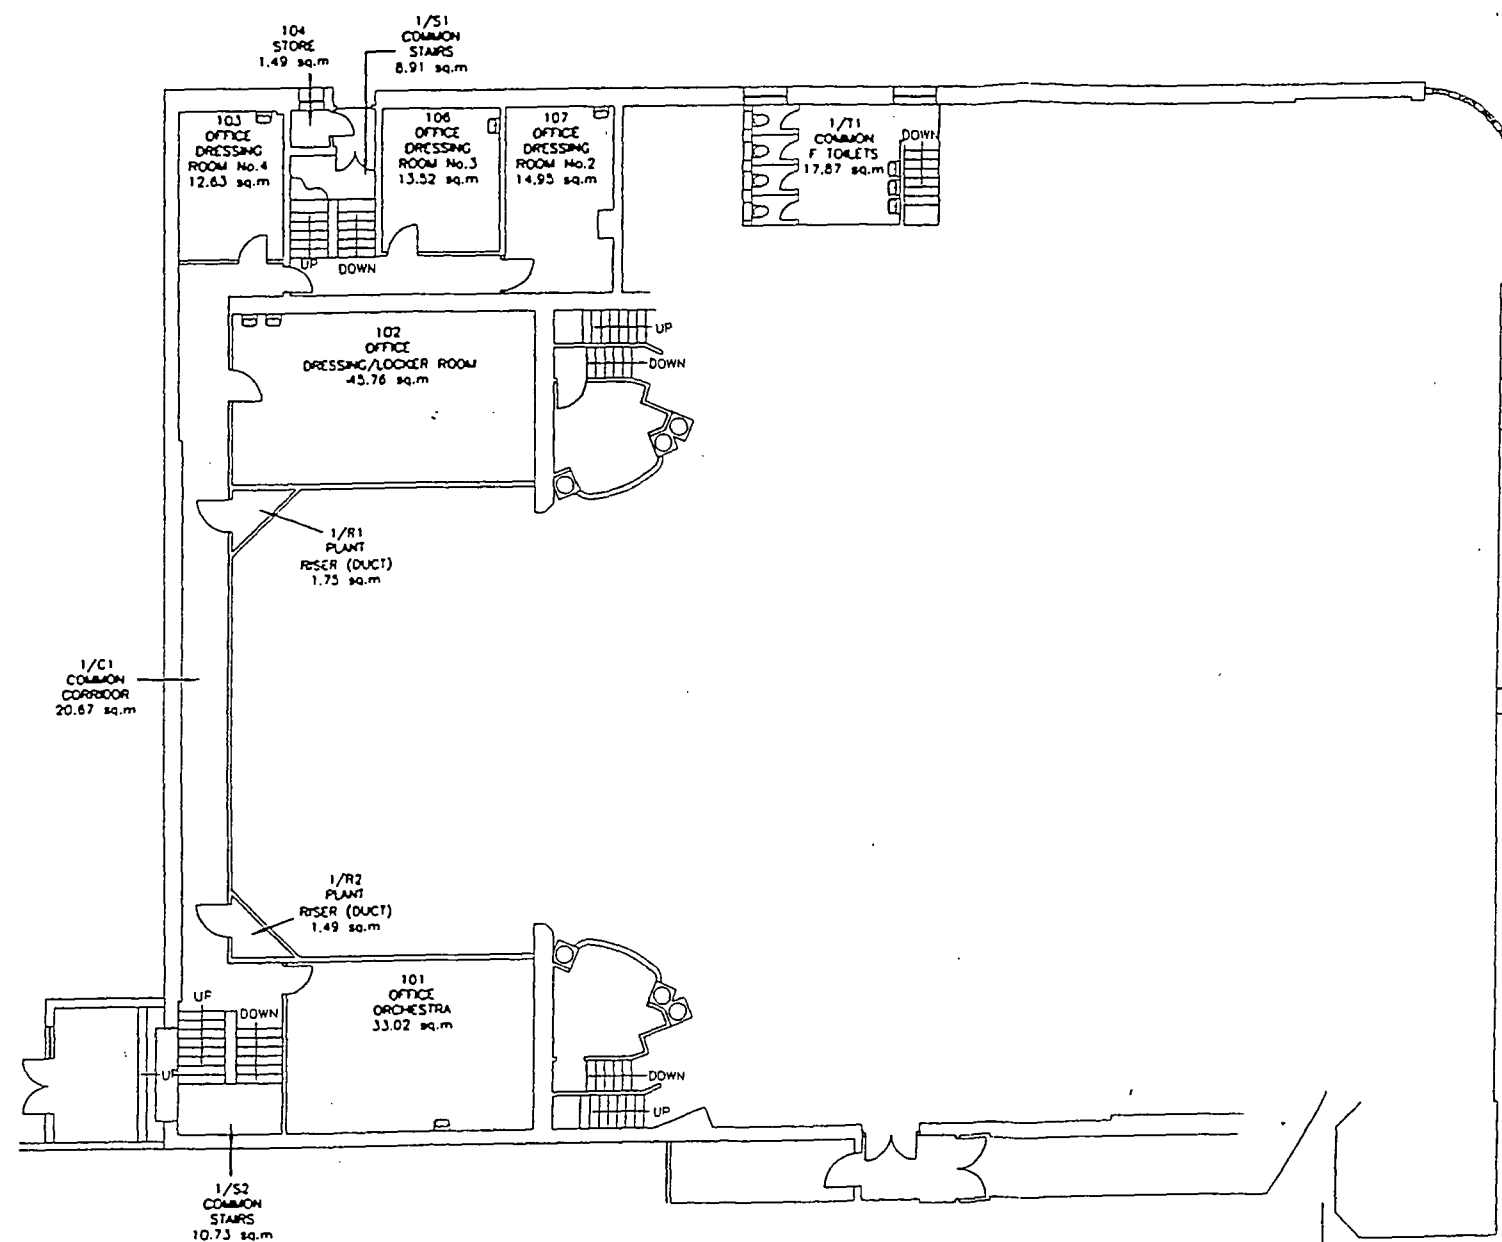 104
STORE
1.49 sq.m
1/S1
COMMON
STAIRS
8.91 sq.m
103
OFFICE
DRESSING
ROOM No.4
12.63 sq.m
106
OFFICE
DRESSING
ROOM No.3
13.52 sq.m
107
OFFICE
DRESSING
ROOM No.2
14.95 sq.m
1/T1
COMMON
F TOILETS
17.87 sq.m
DOWN
UP
DOWN
102
OFFICE
DRESSING/LOCKER ROOM
45.76 sq.m
UP
DOWN
1/R1
PLANT
RISER (DUCT)
1.75 sq.m
1/C1
COMMON
CORRIDOR
20.67 sq.m
1/R2
PLANT
RISER (DUCT)
1.49 sq.m
101
OFFICE
ORCHESTRA
33.02 sq.m
UP
DOWN
UP
DOWN
UP
1/S2
COMMON
STAIRS
10.73 sq.m